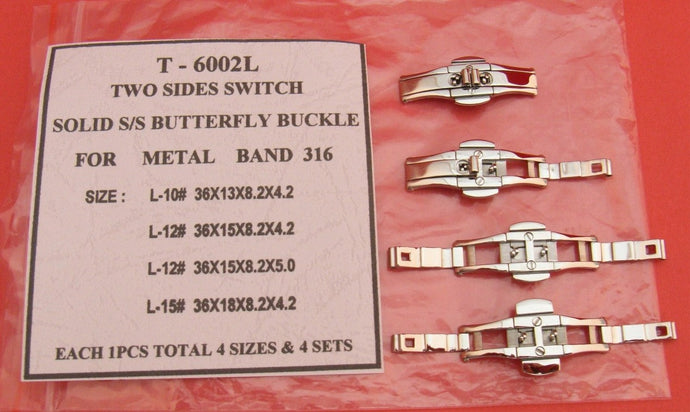 T - 6002L
TWO SIDES SWITCH
SOLID S/S BUTTERFLY BUCKLE
FOR METAL BAND 316
SIZE : L-10# 36X13X8.2X4.2
L-12# 36X15X8.2X4.2
L-12# 36X15X8.2X5.0
L-15# 36X18X8.2X4.2
EACH 1PCS TOTAL 4 SIZES & 4 SETS